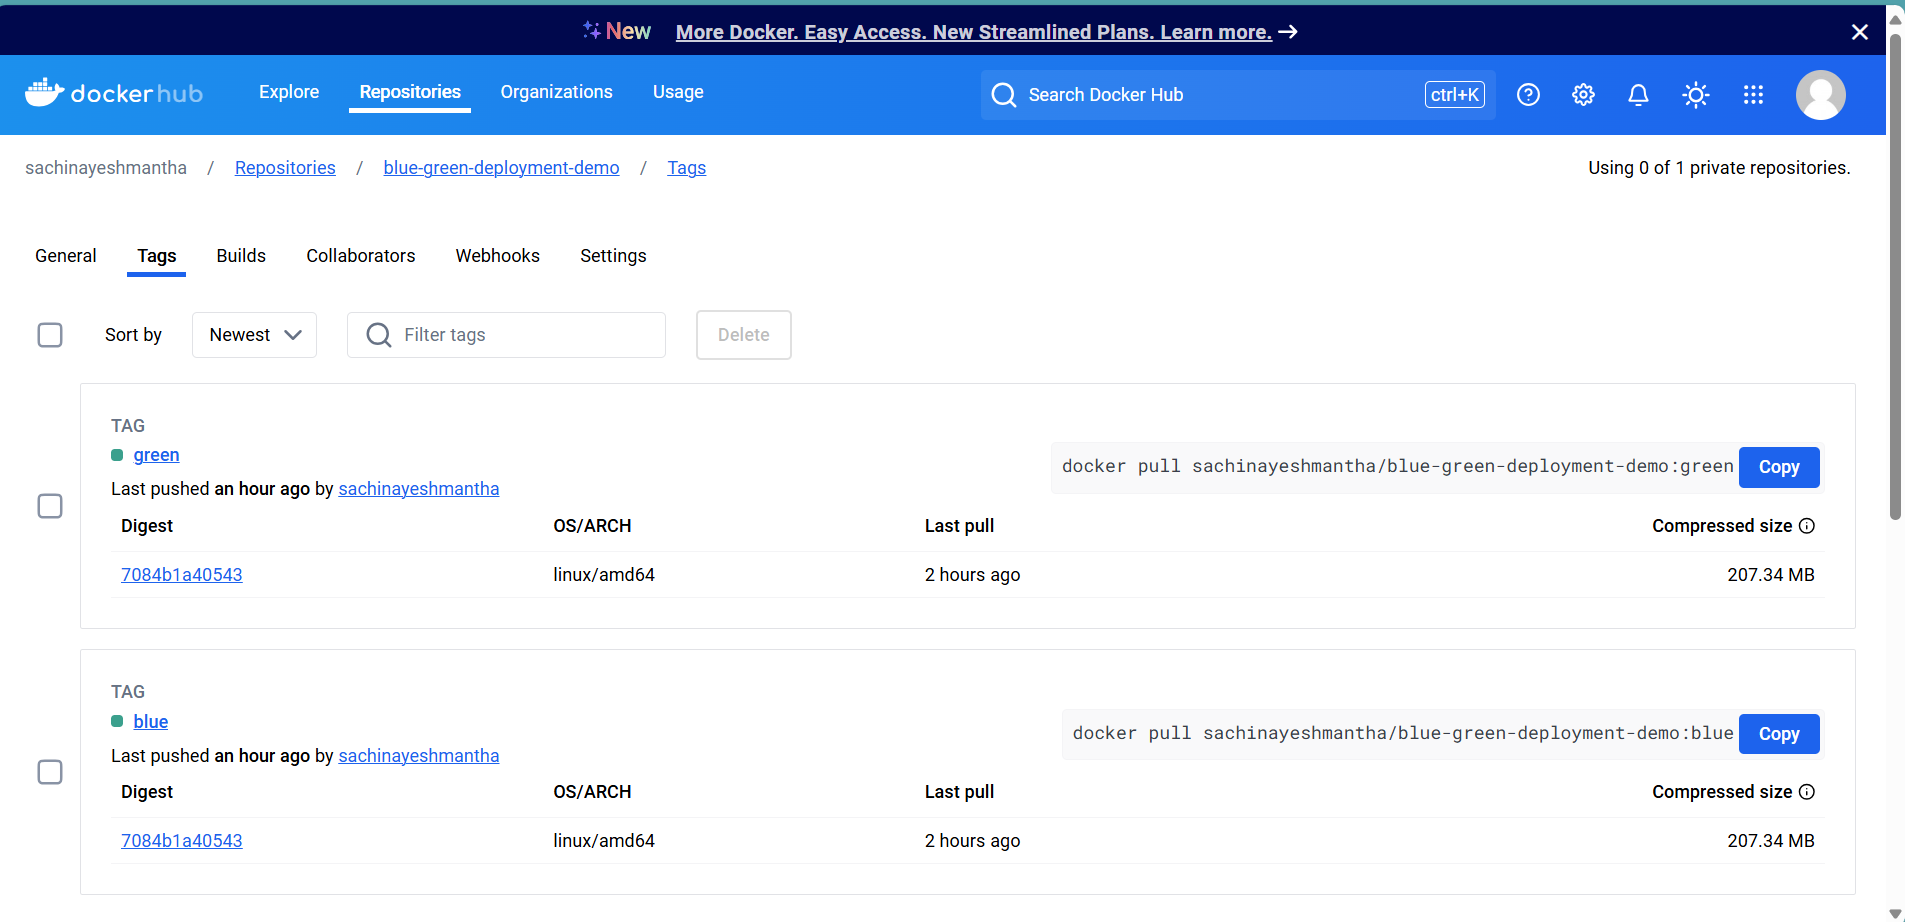 New More Docker. Easy Access. New Streamlined Plans. Learn more. →
docker hub Explore Repositories Organizations Usage Search Docker Hub ctrl+K
sachinayeshmantha / Repositories / blue-green-deployment-demo / Tags Using 0 of 1 private repositories.
General Tags Builds Collaborators Webhooks Settings
Sort by Newest Filter tags Delete
TAG
green
docker pull sachinayeshmantha/blue-green-deployment-demo:green Copy
Last pushed an hour ago by sachinayeshmantha
Digest OS/ARCH Last pull Compressed size
7084b1a40543 linux/amd64 2 hours ago 207.34 MB
TAG
blue
docker pull sachinayeshmantha/blue-green-deployment-demo:blue Copy
Last pushed an hour ago by sachinayeshmantha
Digest OS/ARCH Last pull Compressed size
7084b1a40543 linux/amd64 2 hours ago 207.34 MB